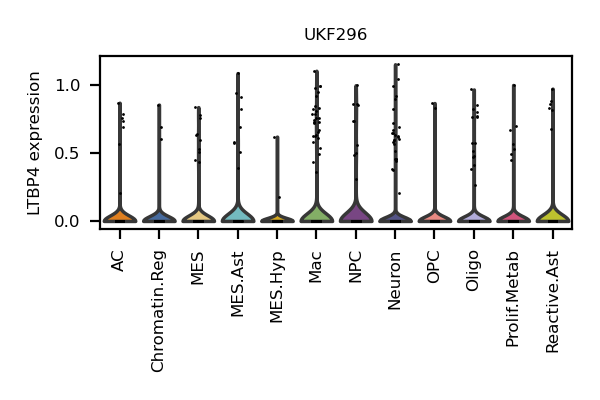 UKF296
LTBP4 expression
1.0
0.5
0.0
AC
Chromatin.Reg
MES
MES.Ast
MES.Hyp
Mac
NPC
Neuron
OPC
Oligo
Prolif.Metab
Reactive.Ast